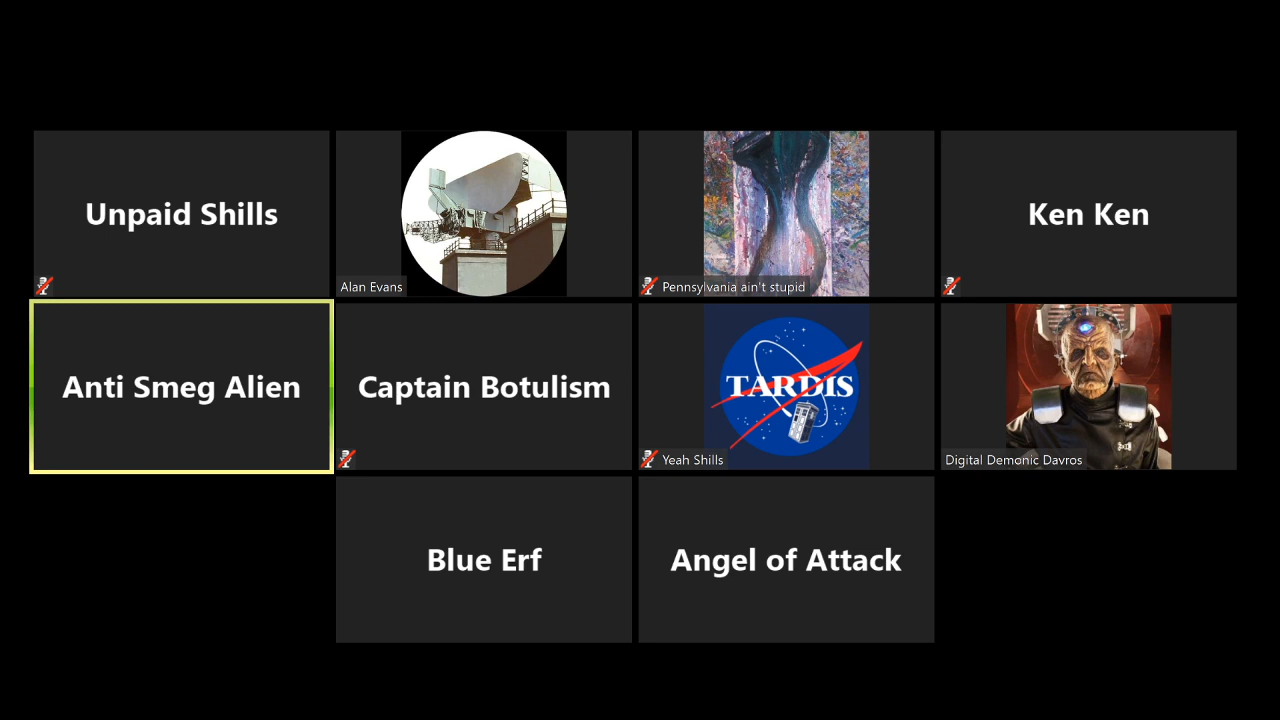 Unpaid Shills
Alan Evans
Pennsylvania ain't stupid
Ken Ken
Anti Smeg Alien
Captain Botulism
TARDIS
Yeah Shills
Digital Demonic Davros
Blue Erf
Angel of Attack